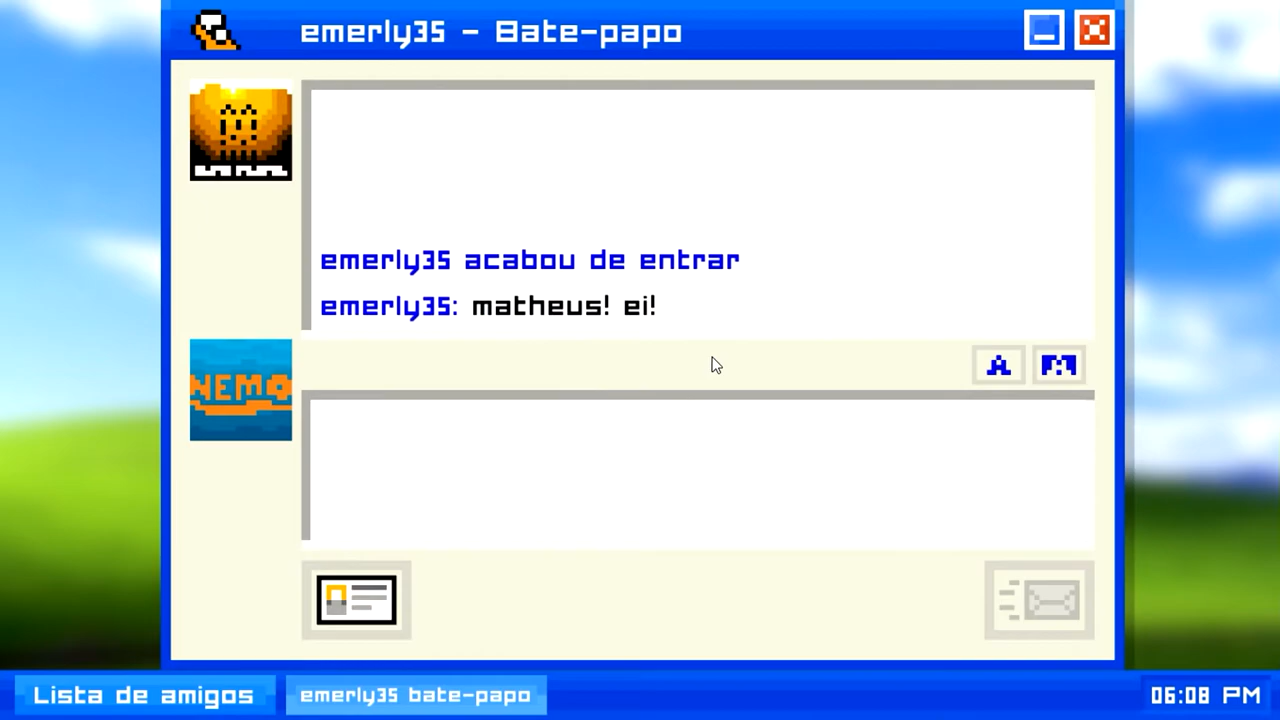 emerly35 - Bate-papo
emerly35 acabou de entrar
emerly35: matheus! ei!
NEMO
A
Lista de amigos
emerly35 bate-papo
06:08 PM